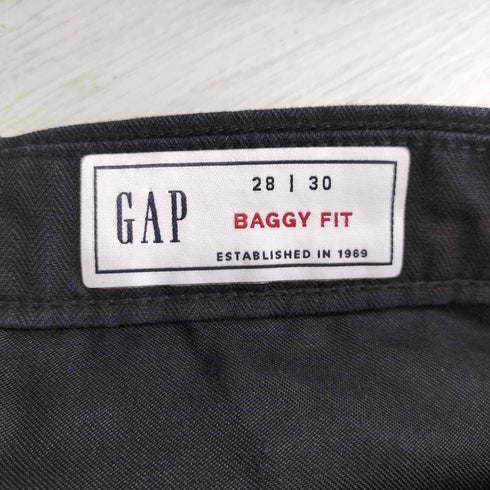 GAP
28 | 30
BAGGY FIT
ESTABLISHED IN 1969